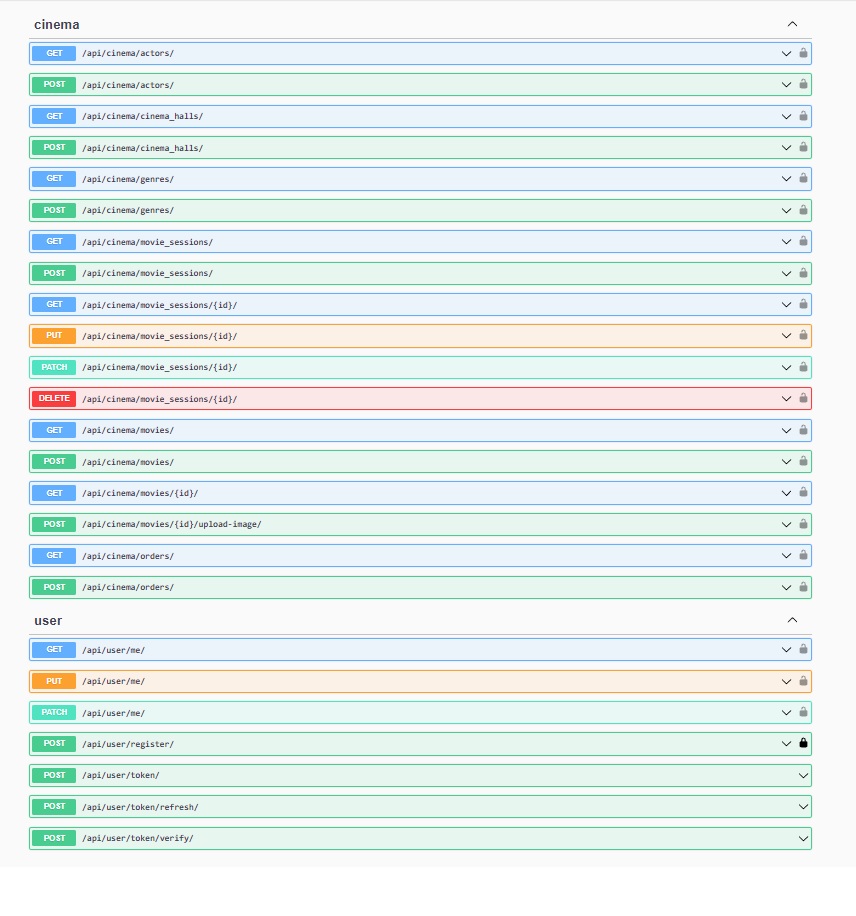 cinema
GET /api/cinema/actors/
POST /api/cinema/actors/
GET /api/cinema/cinema_halls/
POST /api/cinema/cinema_halls/
GET /api/cinema/genres/
POST /api/cinema/genres/
GET /api/cinema/movie_sessions/
POST /api/cinema/movie_sessions/
GET /api/cinema/movie_sessions/{id}/
PUT /api/cinema/movie_sessions/{id}/
PATCH /api/cinema/movie_sessions/{id}/
DELETE /api/cinema/movie_sessions/{id}/
GET /api/cinema/movies/
POST /api/cinema/movies/
GET /api/cinema/movies/{id}/
POST /api/cinema/movies/{id}/upload-image/
GET /api/cinema/orders/
POST /api/cinema/orders/
user
GET /api/user/me/
PUT /api/user/me/
PATCH /api/user/me/
POST /api/user/register/
POST /api/user/token/
POST /api/user/token/refresh/
POST /api/user/token/verify/